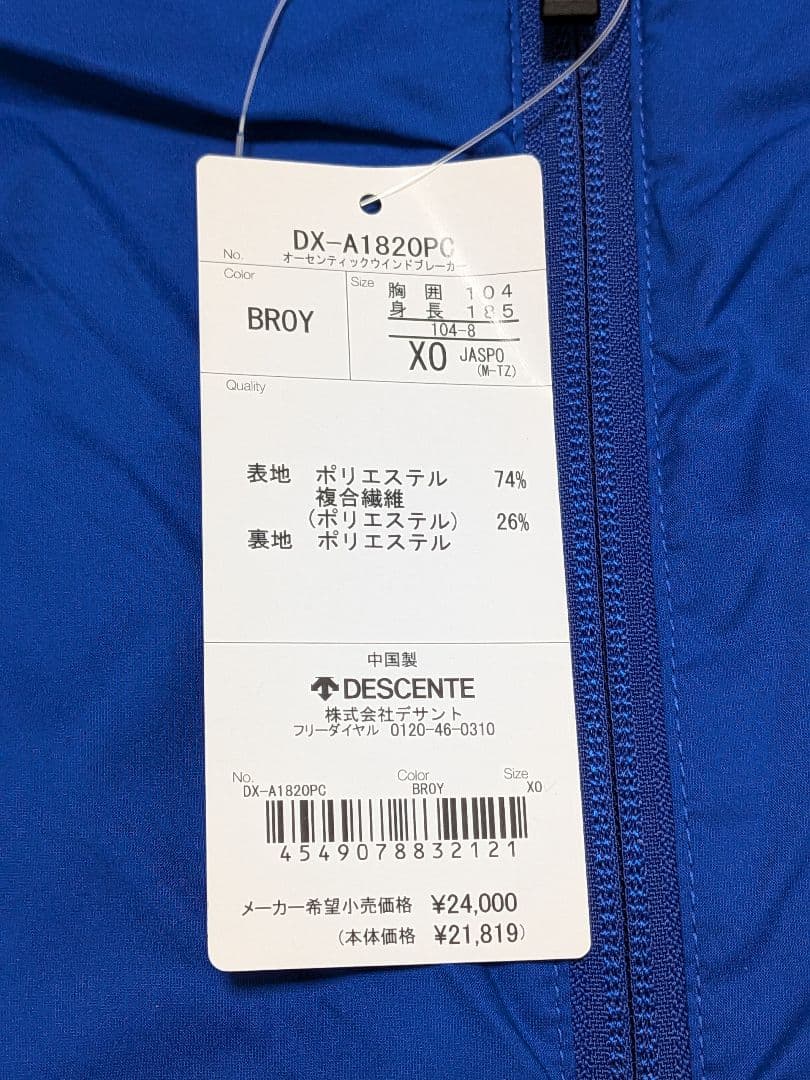 No. DX-A1820PC
オーセンティックウインドブレーカー
Color BROY
Size 胸囲 104
身長 185
104-8
XO JASPO
(M-TZ)
Quality
表地 ポリエステル 74%
複合繊維
(ポリエステル) 26%
裏地 ポリエステル
中国製
DESCENTE
株式会社デサント
フリーダイヤル 0120-46-0310
No. Color Size
DX-A1820PC BROY XO
4549078832121
メーカー希望小売価格 ¥24,000
(本体価格 ¥21,819)